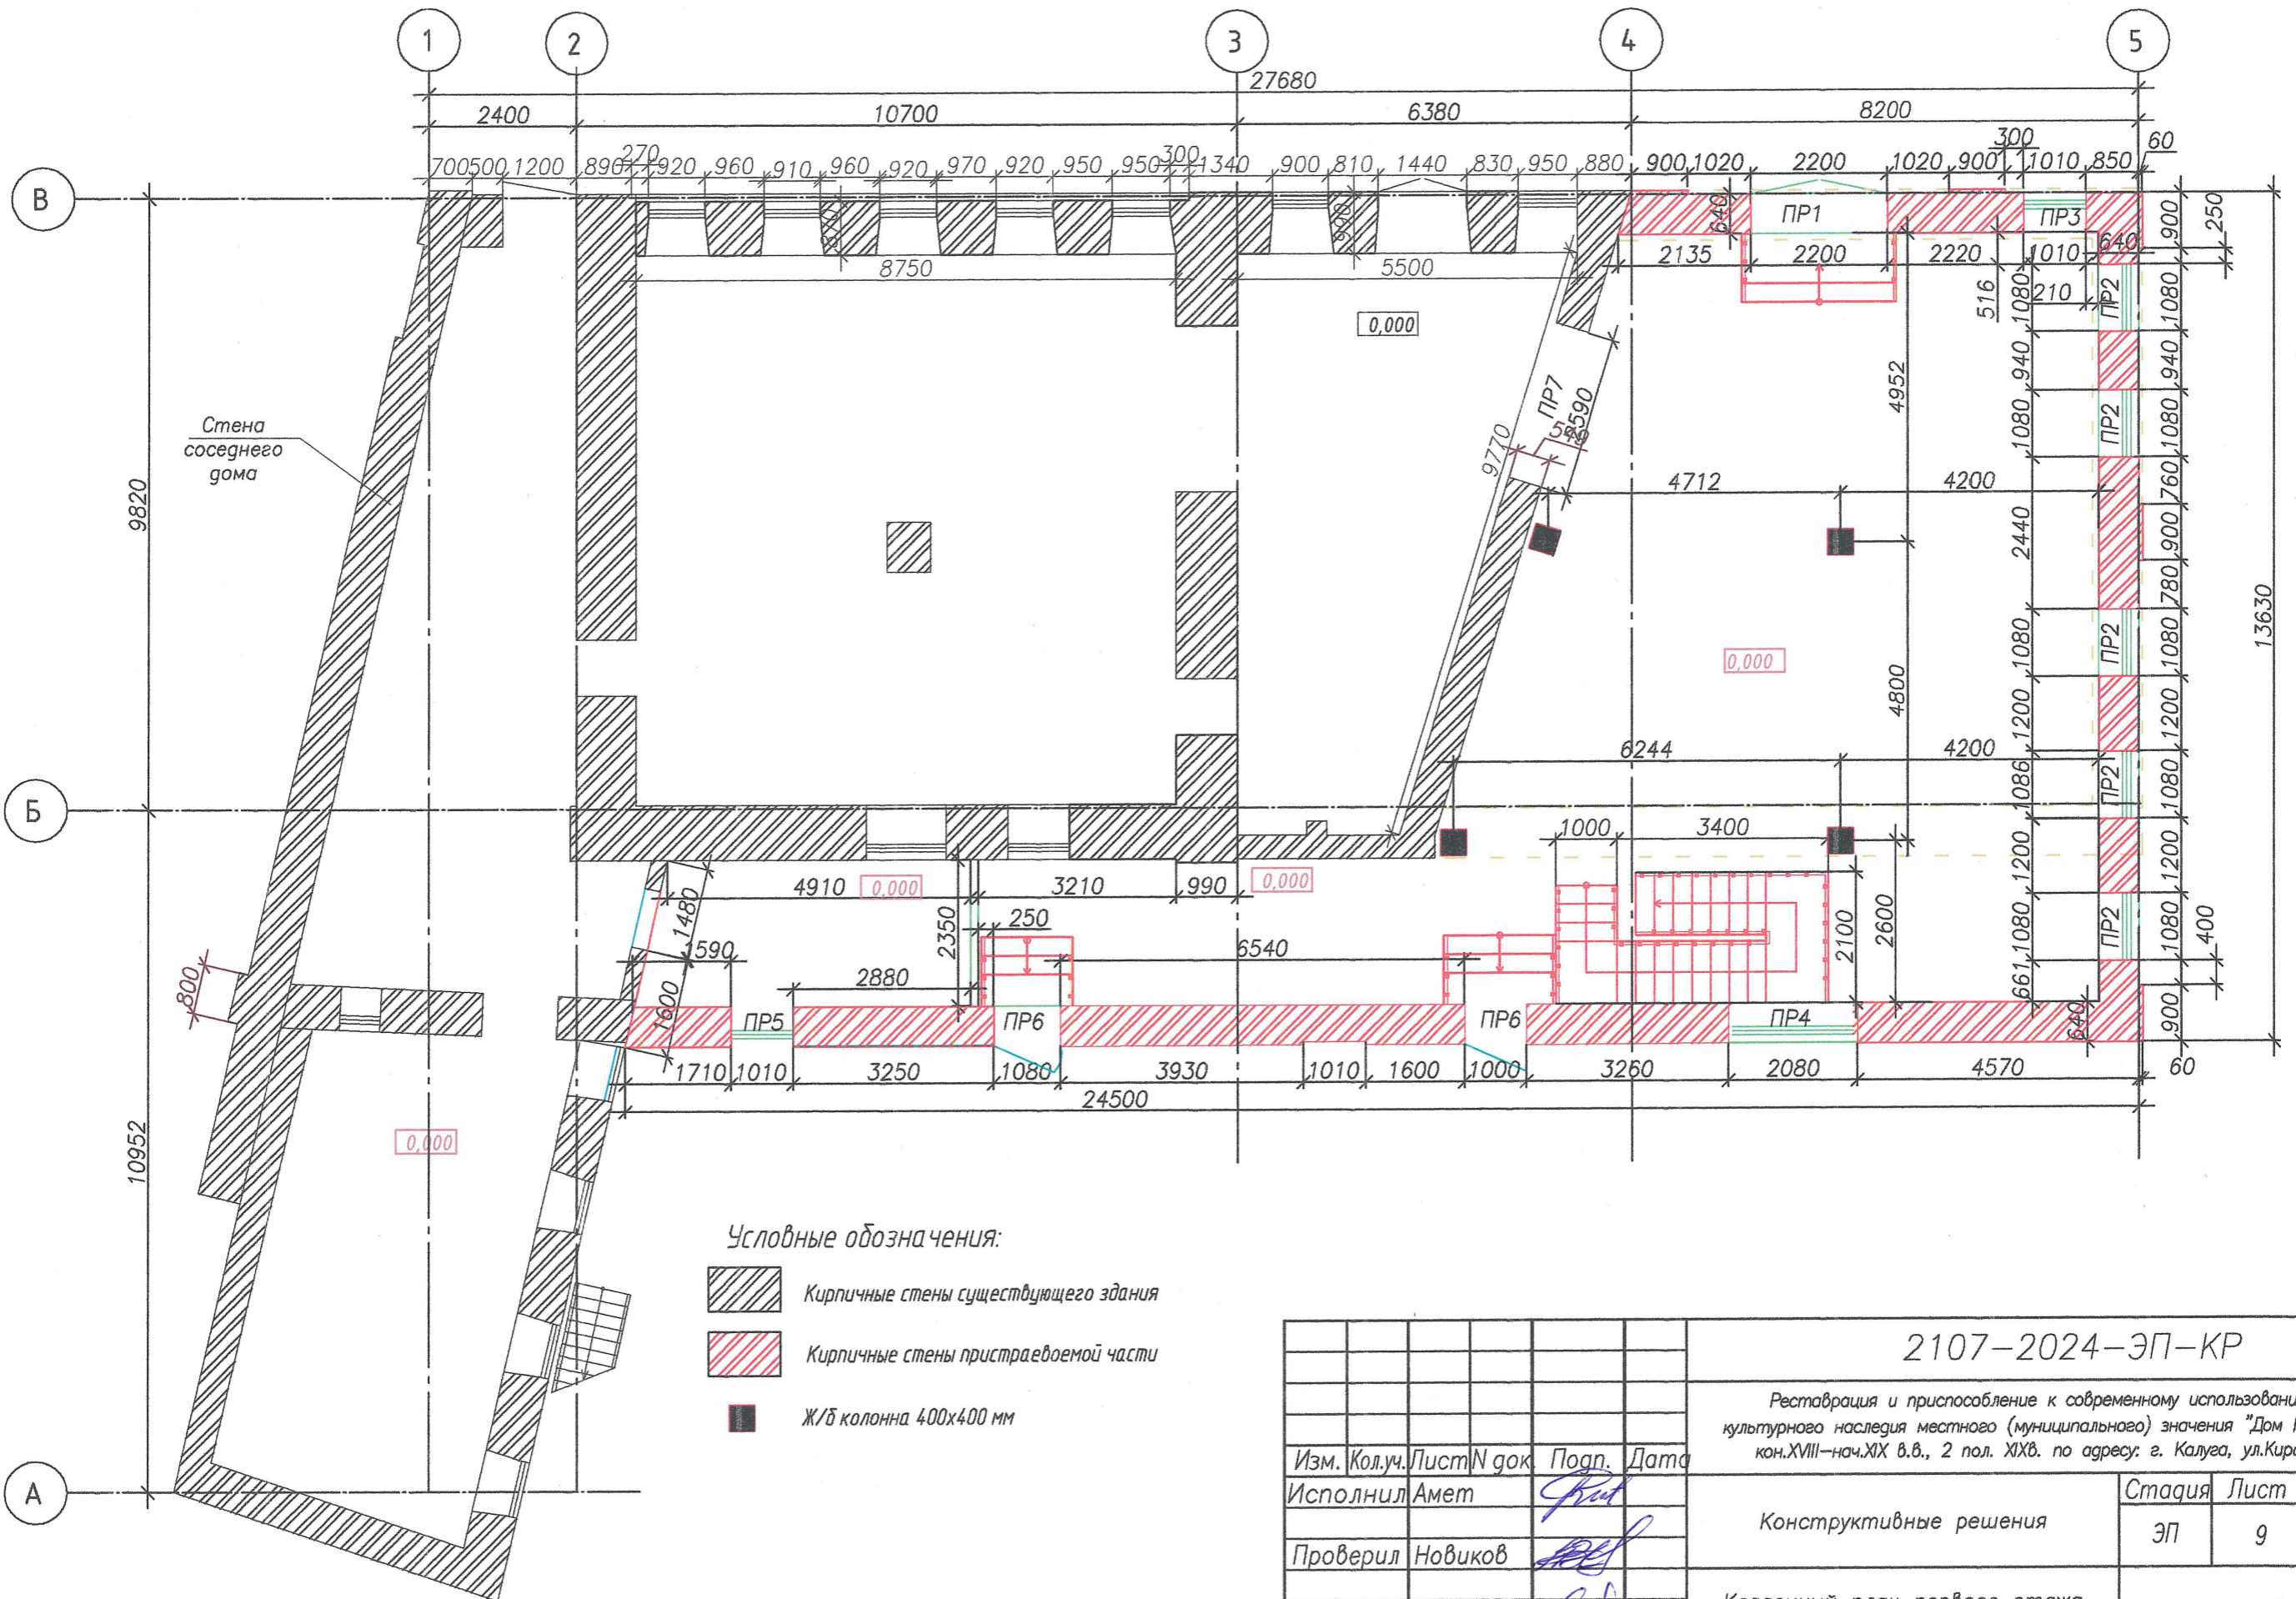 1 2 3 4 5
27680
2400 10700 6380 8200
300 60
270 300
700 500 1200 890 920 960 910 960 920 970 920 950 950 1340 900 810 1440 830 950 880 900 1020 2200 1020 900 1010 850
В
870 900 640 ПР1 ПР3 900 250
640
8750 5500 2135 2200 2220 1010
516 1080 210 ПР2 1080
0,000
940 940
ПР7
4952
Стена
соседнего
дома
1590
549
9770
1080 ПР2 1080
9820
4712 4200
760
2440
900
13630
780
1080 ПР2 1080
0,000
4800
1200 1200
6244 4200
1086 ПР2 1080
Б
1000 3400
1200 1200
4910 0,000 3210 990 0,000
1480
2350
250
2100
2600
1080 ПР2 1080 400
1590 6540
800
2880
661
1600
ПР5 ПР6 ПР6 ПР4 640 900
1710 1010 3250 1080 3930 1010 1600 1000 3260 2080 4570 60
24500
10952
0,000
Условные обозначения:
Кирпичные стены существующего здания
Кирпичные стены пристраевоемой части
Ж/б колонна 400х400 мм
А
2107-2024-ЭП-КР
Реставрация и приспособление к современному использовани
культурного наследия местного (муниципального) значения "Дом
кон.XVIII-нач.XIX в.в., 2 пол. XIXв. по адресу: г. Калуга, ул.Киро
Изм. Кол.уч. Лист N док Подп. Дата
Исполнил Амет
Конструктивные решения
Стадия Лист
ЭП 9
Проверил Новиков
Кладочный план первого этажа